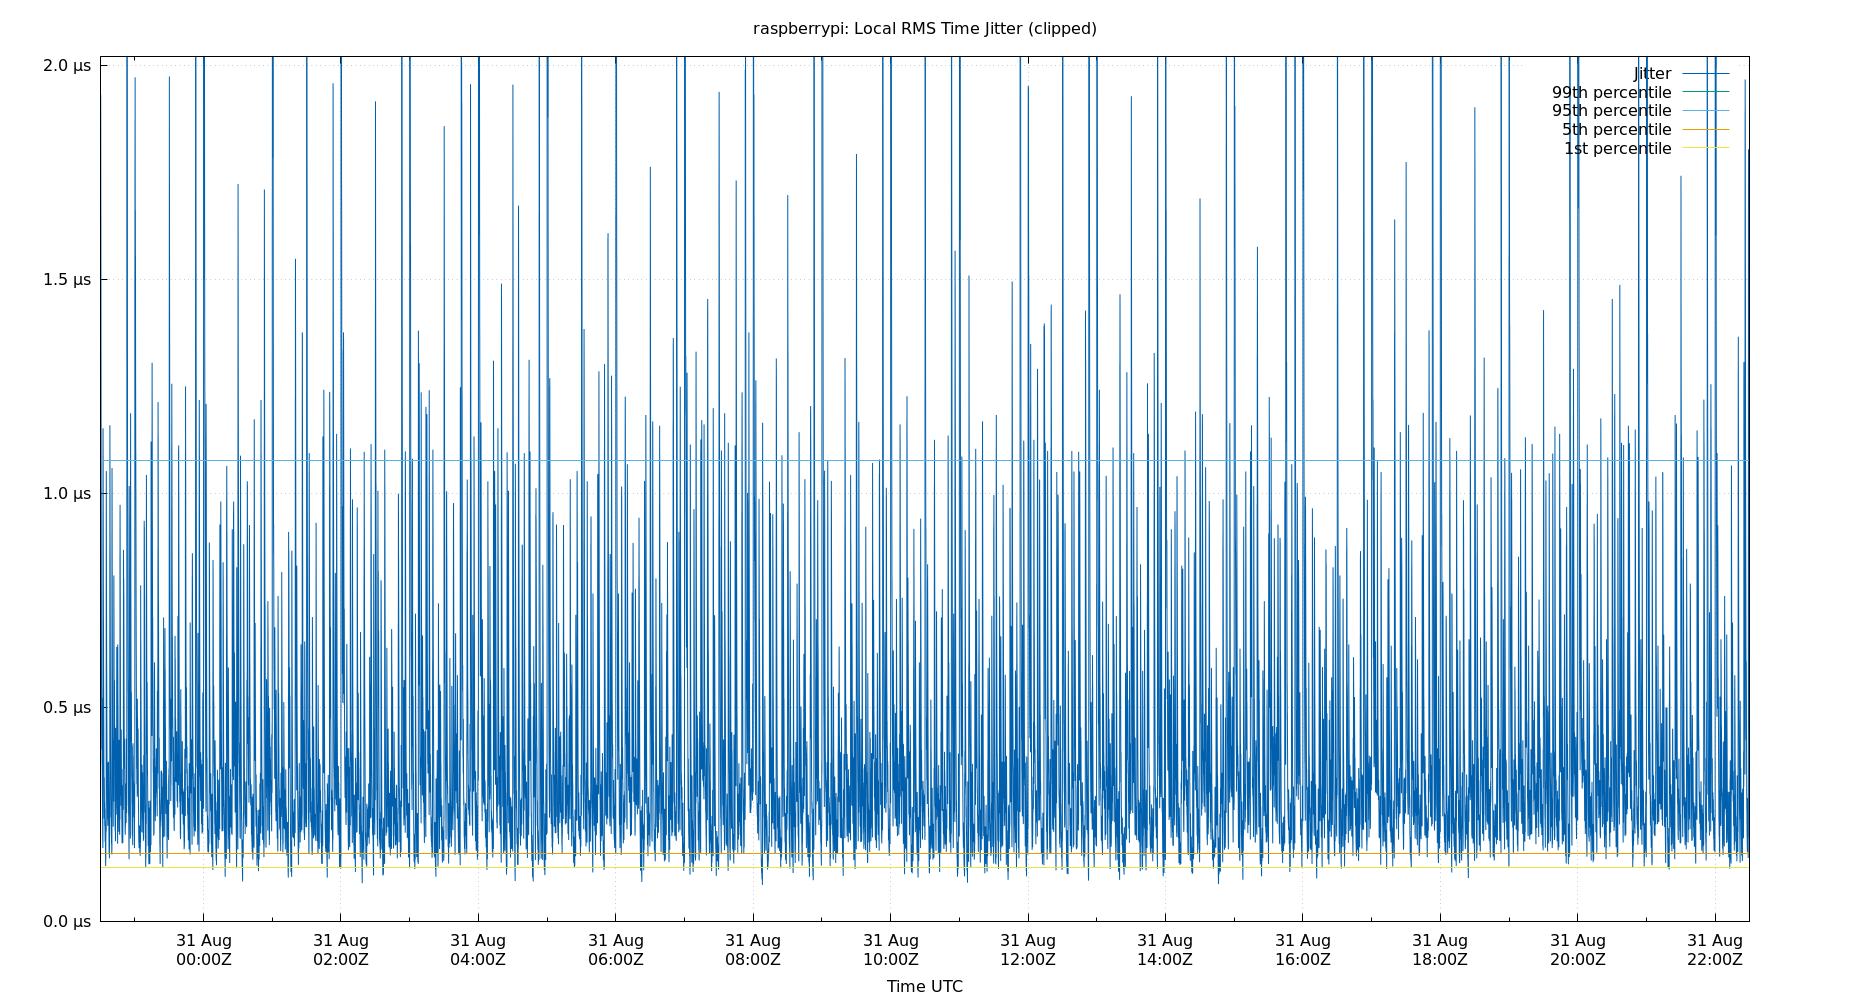 raspberrypi: Local RMS Time Jitter (clipped)
2.0 µs
1.5 µs
1.0 µs
0.5 µs
0.0 µs
Jitter
99th percentile
95th percentile
5th percentile
1st percentile
31 Aug 31 Aug 31 Aug 31 Aug 31 Aug 31 Aug 31 Aug 31 Aug 31 Aug 31 Aug 31 Aug 31 Aug
00:00Z 02:00Z 04:00Z 06:00Z 08:00Z 10:00Z 12:00Z 14:00Z 16:00Z 18:00Z 20:00Z 22:00Z
Time UTC